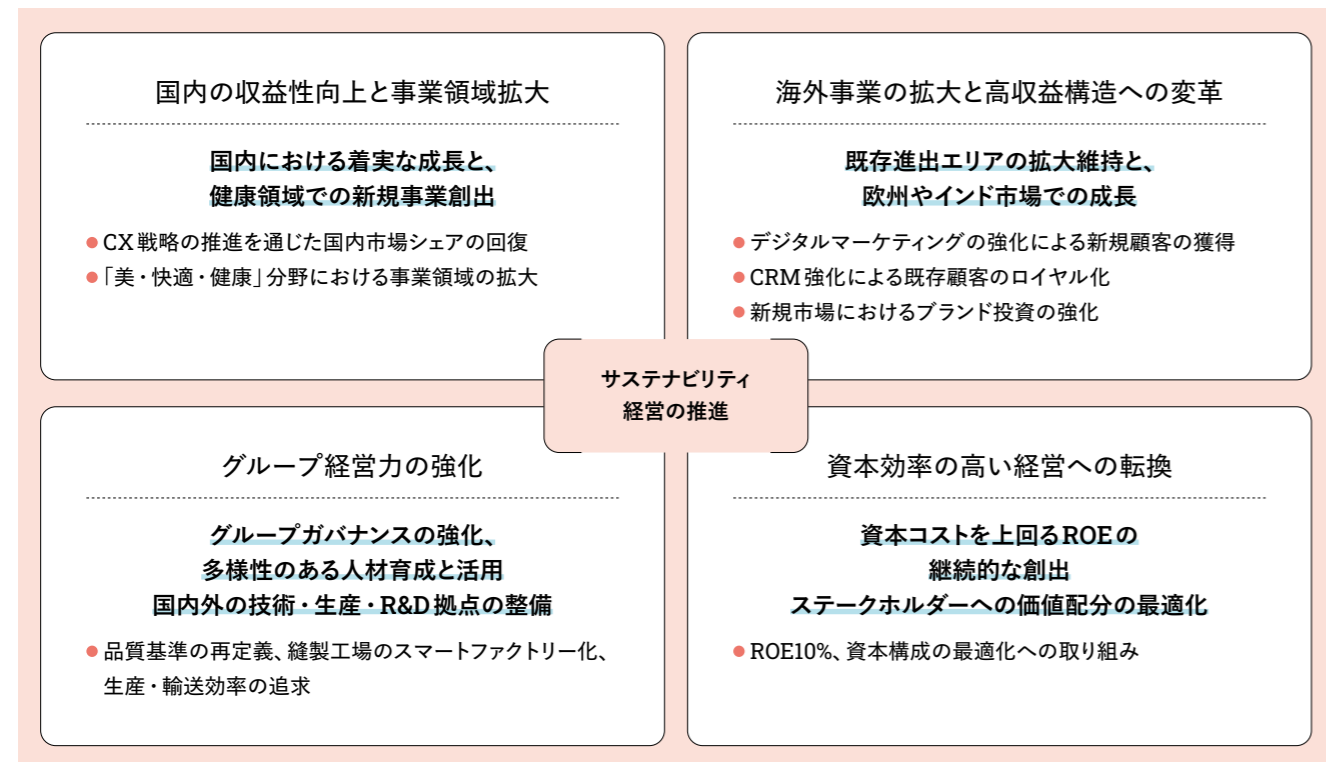 国内の収益性向上と事業領域拡大
国内における着実な成長と、
健康領域での新規事業創出
●CX戦略の推進を通じた国内市場シェアの回復
●「美・快適・健康」分野における事業領域の拡大
海外事業の拡大と高収益構造への変革
既存進出エリアの拡大維持と、
欧州やインド市場での成長
●デジタルマーケティングの強化による新規顧客の獲得
●CRM強化による既存顧客のロイヤル化
●新規市場におけるブランド投資の強化
サステナビリティ
経営の推進
グループ経営力の強化
グループガバナンスの強化、
多様性のある人材育成と活用
国内外の技術・生産・R&D拠点の整備
●品質基準の再定義、縫製工場のスマートファクトリー化、
生産・輸送効率の追求
資本効率の高い経営への転換
資本コストを上回るROEの
継続的な創出
ステークホルダーへの価値配分の最適化
●ROE10%、資本構成の最適化への取り組み